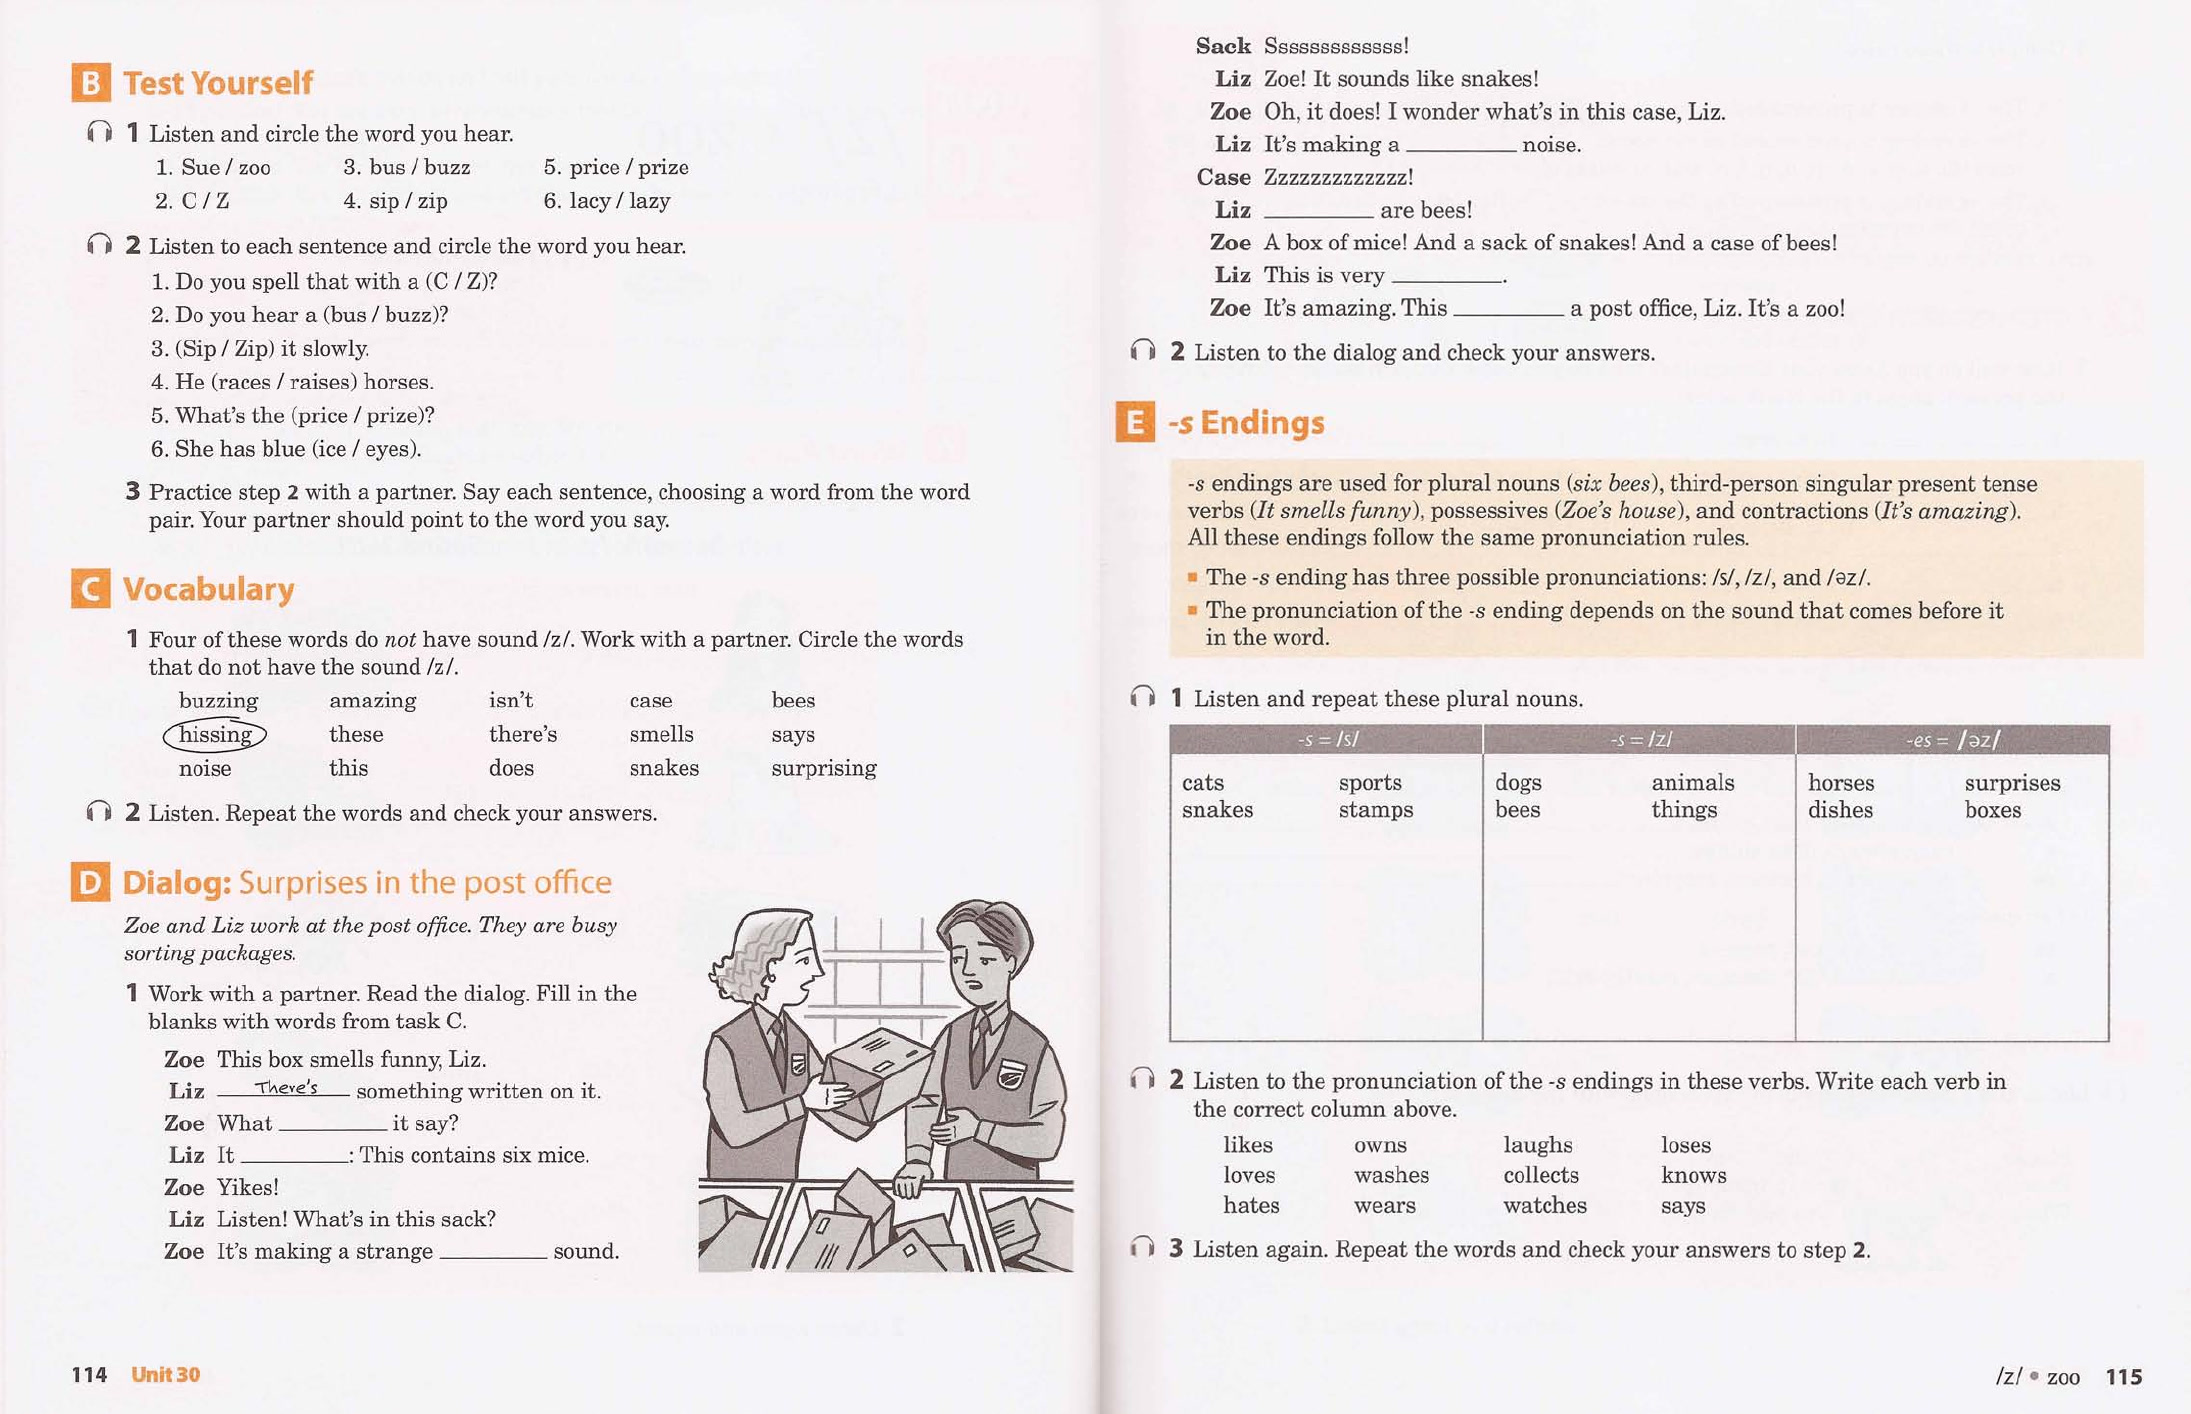 B Test Yourself
1 Listen and circle the word you hear.
1. Sue / zoo 3. bus / buzz 5. price / prize
2. C / Z 4. sip / zip 6. lacy / lazy
2 Listen to each sentence and circle the word you hear.
1. Do you spell that with a (C / Z)?
2. Do you hear a (bus / buzz)?
3. (Sip / Zip) it slowly.
4. He (races / raises) horses.
5. What's the (price / prize)?
6. She has blue (ice / eyes).
3 Practice step 2 with a partner. Say each sentence, choosing a word from the word
pair. Your partner should point to the word you say.
C Vocabulary
1 Four of these words do not have sound /z/. Work with a partner. Circle the words
that do not have the sound /z/.
buzzing amazing isn't case bees
hissing these there's smells says
noise this does snakes surprising
2 Listen. Repeat the words and check your answers.
D Dialog: Surprises in the post office
Zoe and Liz work at the post office. They are busy
sorting packages.
1 Work with a partner. Read the dialog. Fill in the
blanks with words from task C.
Zoe This box smells funny, Liz.
Liz There's something written on it.
Zoe What ________ it say?
Liz It ________: This contains six mice.
Zoe Yikes!
Liz Listen! What's in this sack?
Zoe It's making a strange ________ sound.
114 Unit 30
Sack Sssssssssssss!
Liz Zoe! It sounds like snakes!
Zoe Oh, it does! I wonder what's in this case, Liz.
Liz It's making a ________ noise.
Case Zzzzzzzzzzzzz!
Liz ________ are bees!
Zoe A box of mice! And a sack of snakes! And a case of bees!
Liz This is very ________.
Zoe It's amazing. This ________ a post office, Liz. It's a zoo!
2 Listen to the dialog and check your answers.
E -s Endings
-s endings are used for plural nouns (six bees), third-person singular present tense
verbs (It smells funny), possessives (Zoe's house), and contractions (It's amazing).
All these endings follow the same pronunciation rules.
▪ The -s ending has three possible pronunciations: /s/, /z/, and /əz/.
▪ The pronunciation of the -s ending depends on the sound that comes before it
in the word.
1 Listen and repeat these plural nouns.
-s = /s/ -s = /z/ -es = /əz/
cats sports dogs animals horses surprises
snakes stamps bees things dishes boxes
2 Listen to the pronunciation of the -s endings in these verbs. Write each verb in
the correct column above.
likes owns laughs loses
loves washes collects knows
hates wears watches says
3 Listen again. Repeat the words and check your answers to step 2.
/z/ • zoo 115